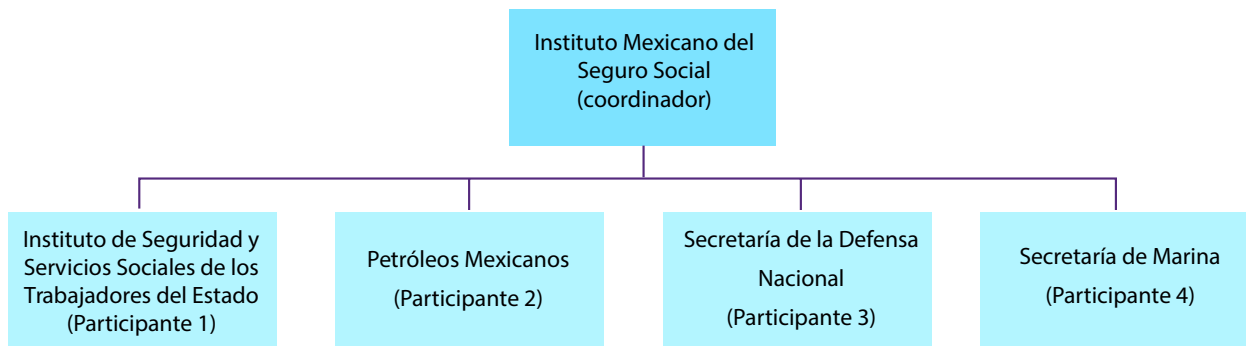 Instituto Mexicano del
Seguro Social
(coordinador)
Instituto de Seguridad y
Servicios Sociales de los
Trabajadores del Estado
(Participante 1)
Petróleos Mexicanos
(Participante 2)
Secretaría de la Defensa
Nacional
(Participante 3)
Secretaría de Marina
(Participante 4)